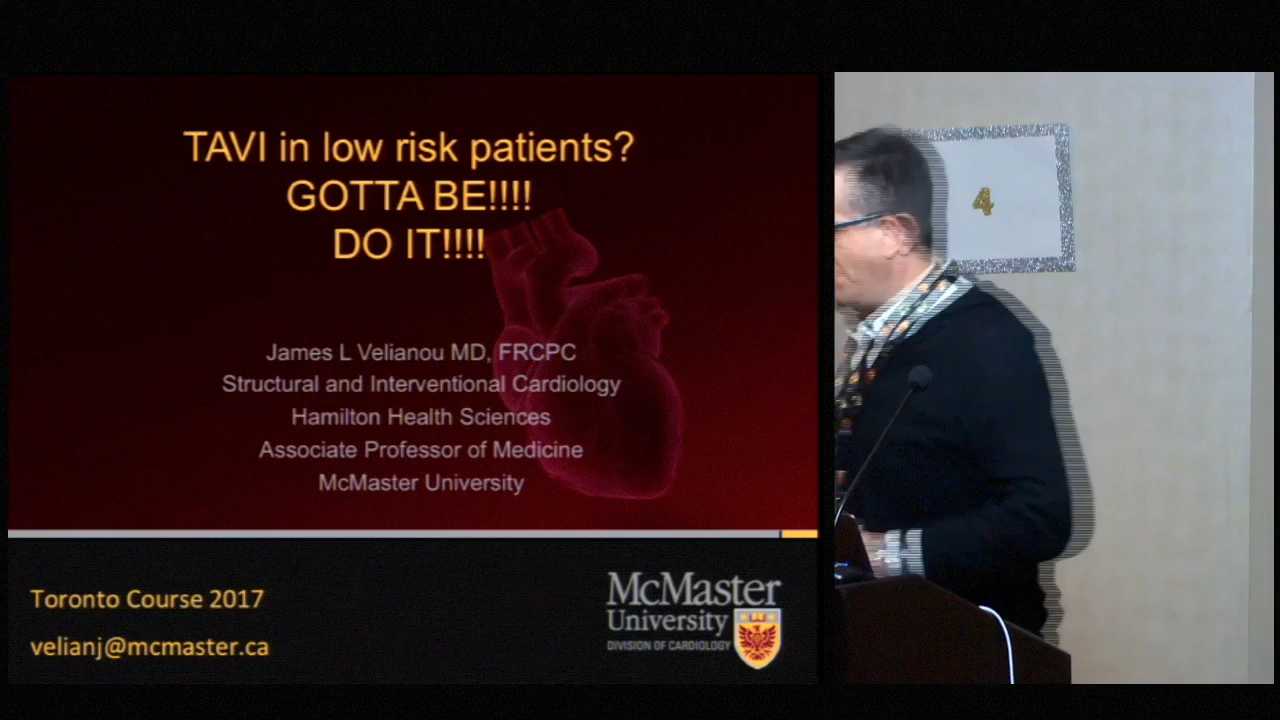 TAVI in low risk patients?
GOTTA BE!!!!
DO IT!!!!
James L Velianou MD, FRCPC
Structural and Interventional Cardiology
Hamilton Health Sciences
Associate Professor of Medicine
McMaster University
Toronto Course 2017
velianj@mcmaster.ca
McMaster
University
DIVISION OF CARDIOLOGY
4